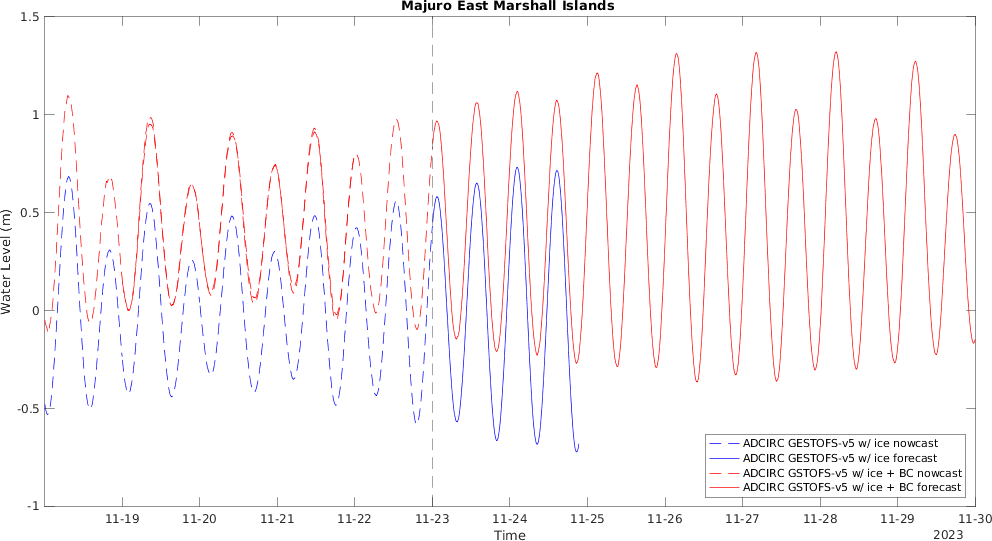 Majuro East Marshall Islands
1.5
1
0.5
0
-0.5
-1
Water Level (m)
ADCIRC GESTOFS-v5 w/ ice nowcast
ADCIRC GESTOFS-v5 w/ ice forecast
ADCIRC GSTOFS-v5 w/ ice + BC nowcast
ADCIRC GSTOFS-v5 w/ ice + BC forecast
11-19 11-20 11-21 11-22 11-23 11-24 11-25 11-26 11-27 11-28 11-29 11-30
Time
2023